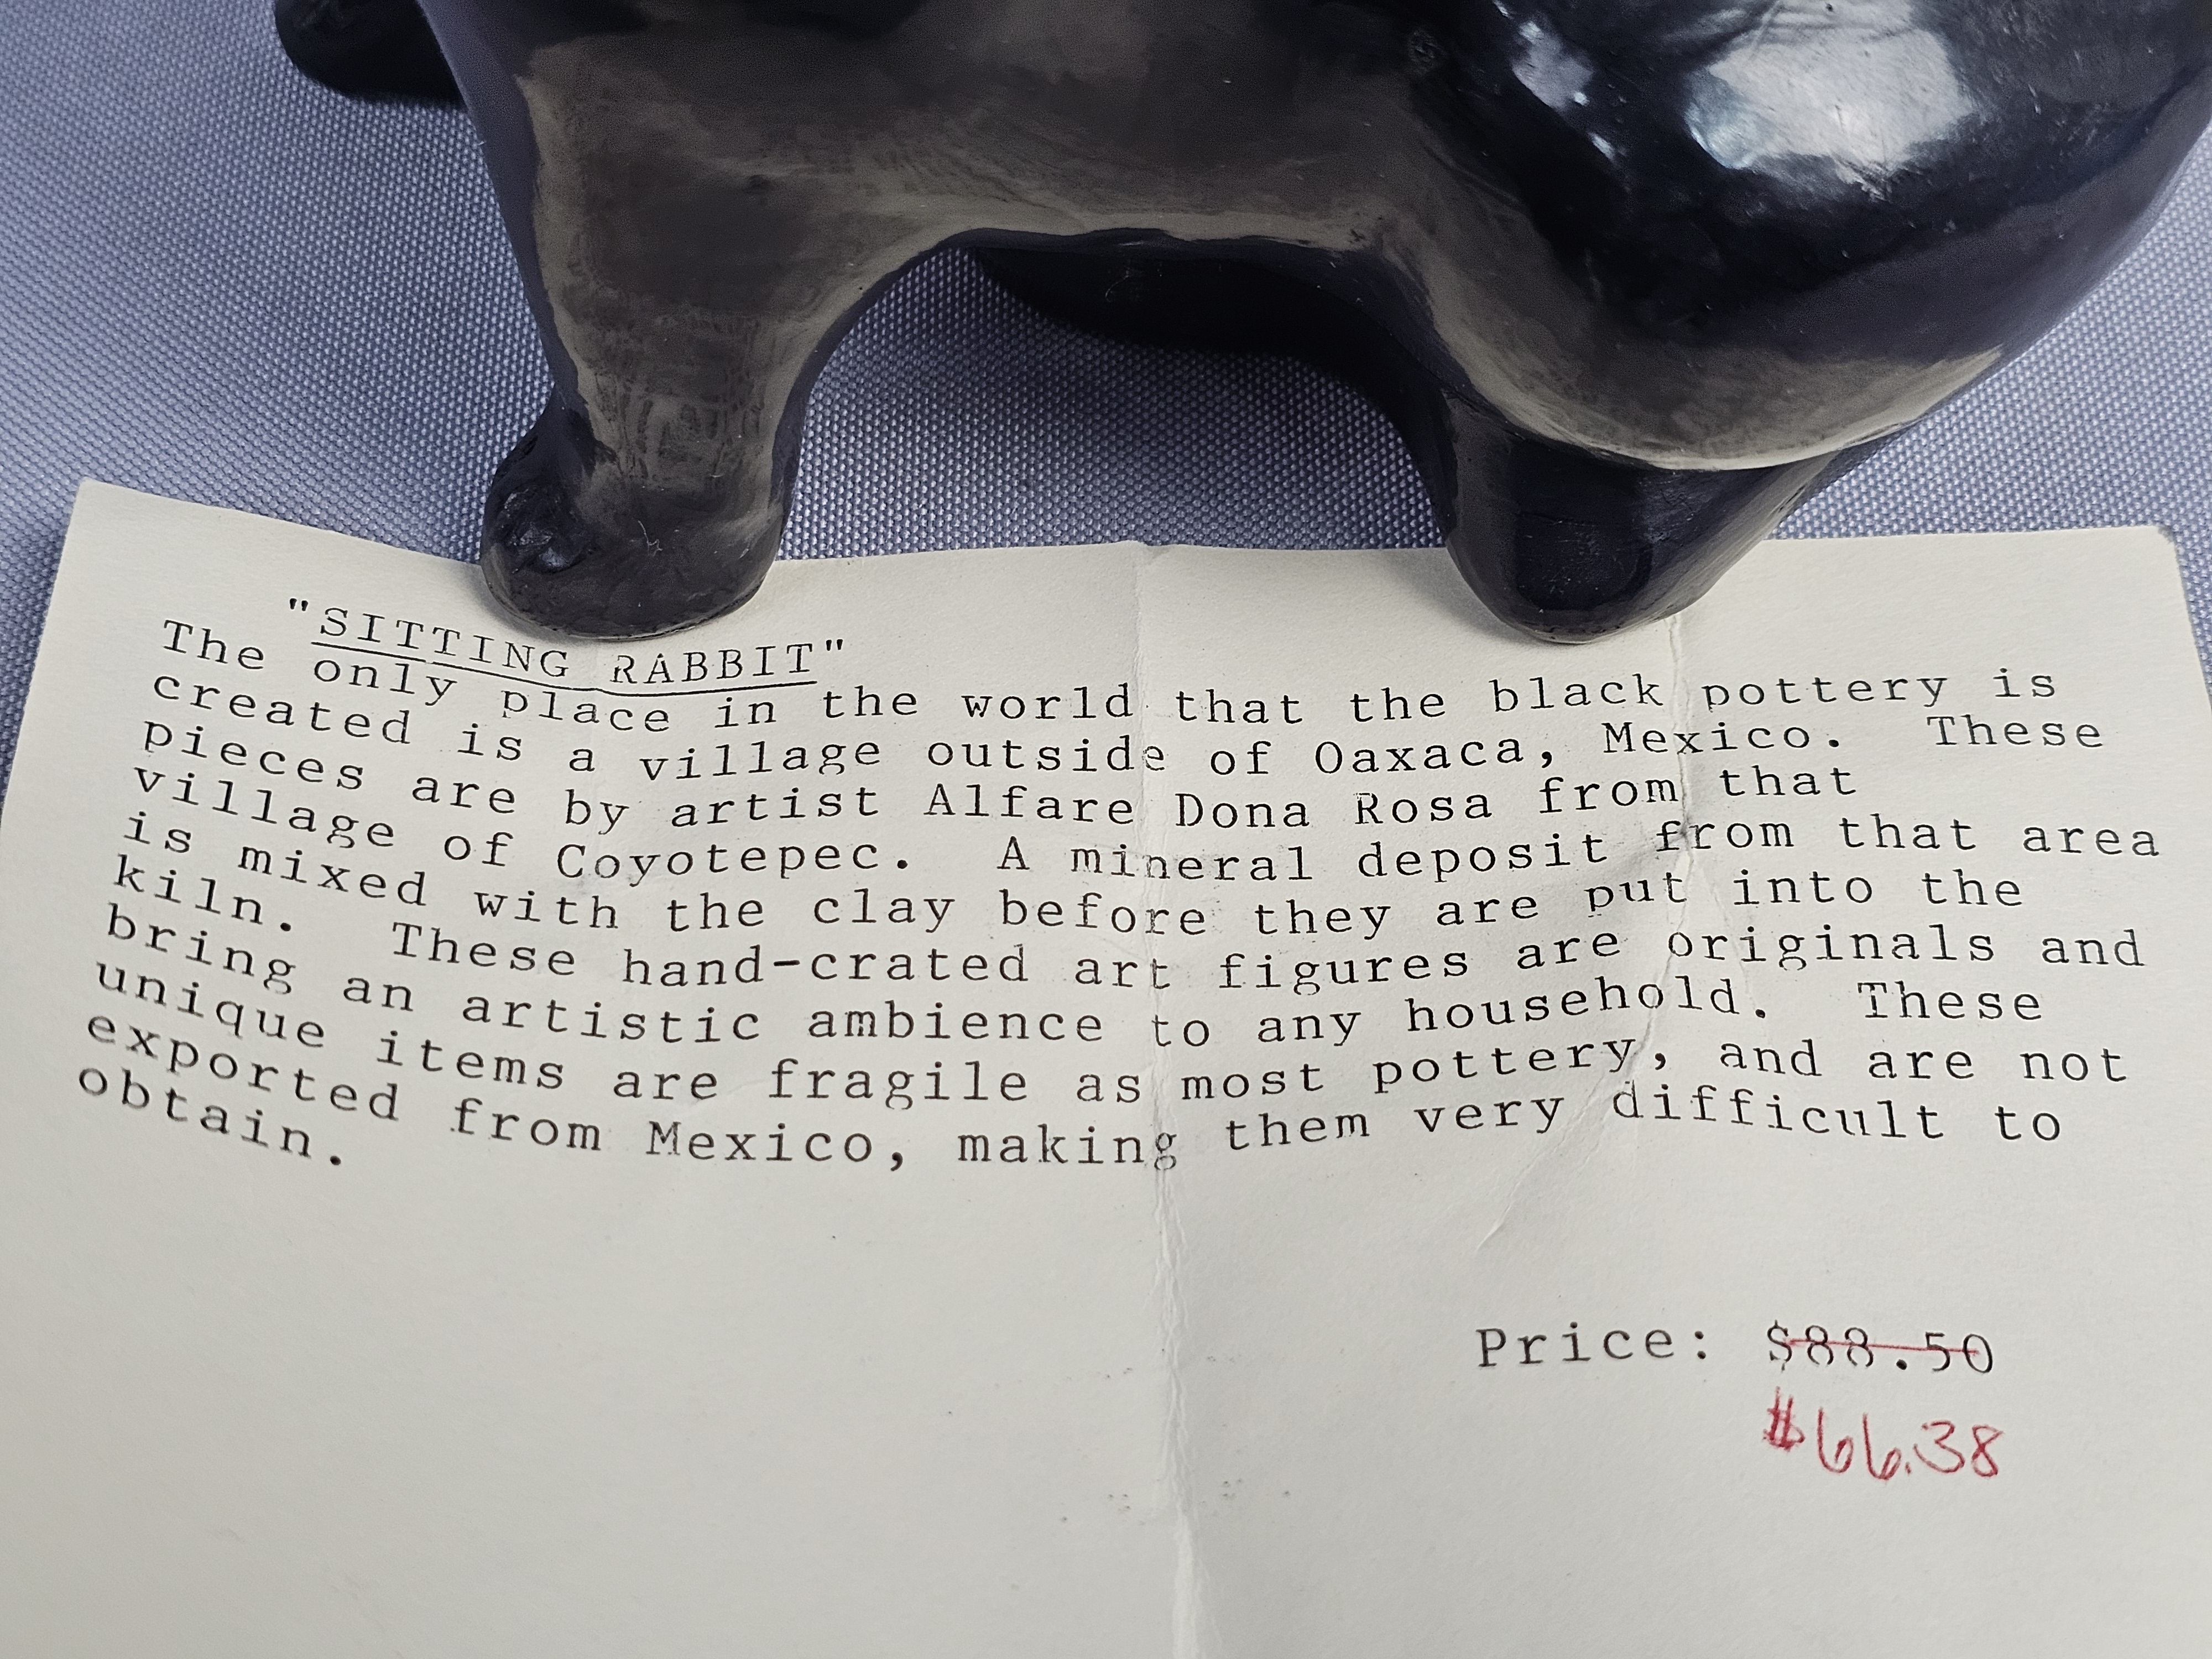 "SITTING RABBIT"
The only place in the world that the black pottery is
created is a village outside of Oaxaca, Mexico. These
pieces are by artist Alfare Dona Rosa from that
village of Coyotepec. A mineral deposit from that area
is mixed with the clay before they are put into the
kiln. These hand-crated art figures are originals and
bring an artistic ambience to any household. These
unique items are fragile as most pottery, and are not
exported from Mexico, making them very difficult to
obtain.
Price: $88.50
$66.38